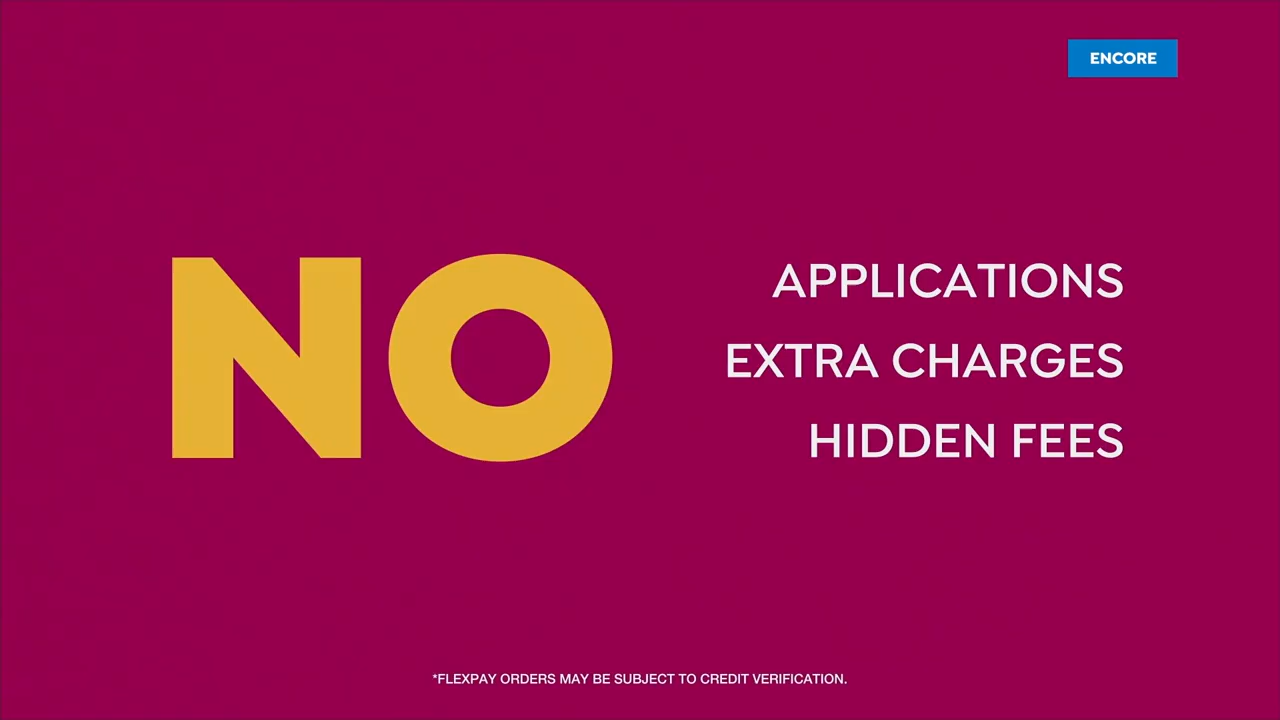 ENCORE
NO
APPLICATIONS
EXTRA CHARGES
HIDDEN FEES
*FLEXPAY ORDERS MAY BE SUBJECT TO CREDIT VERIFICATION.